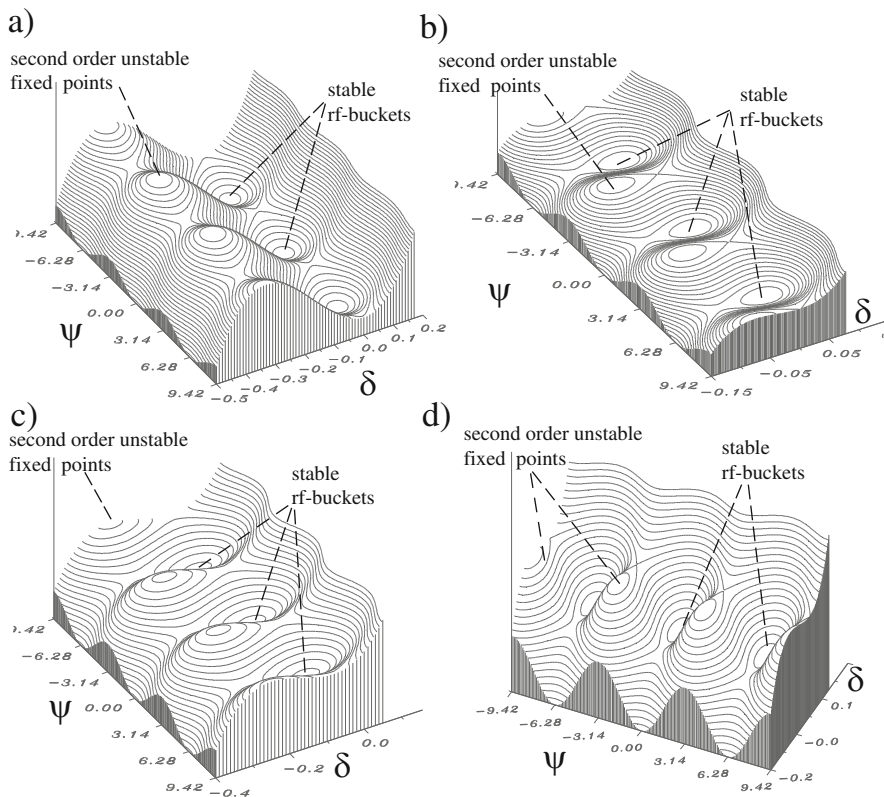 a)
second order unstable
fixed points
stable
rf-buckets
9.42
-6.28
-3.14
0.00
3.14
6.28
9.42
ψ
-0.5
-0.4
-0.3
-0.2
-0.1
0.0
0.1
0.2
δ
b)
second order unstable
fixed points
stable
rf-buckets
9.42
-6.28
-3.14
0.00
3.14
6.28
9.42
ψ
-0.15
-0.05
0.05
δ
c)
second order unstable
fixed points
stable
rf-buckets
9.42
-6.28
-3.14
0.00
3.14
6.28
9.42
ψ
-0.4
-0.2
0.0
δ
d)
second order unstable
fixed points
stable
rf-buckets
-9.42
-6.28
-3.14
0.00
3.14
6.28
9.42
ψ
-0.2
-0.0
0.1
δ